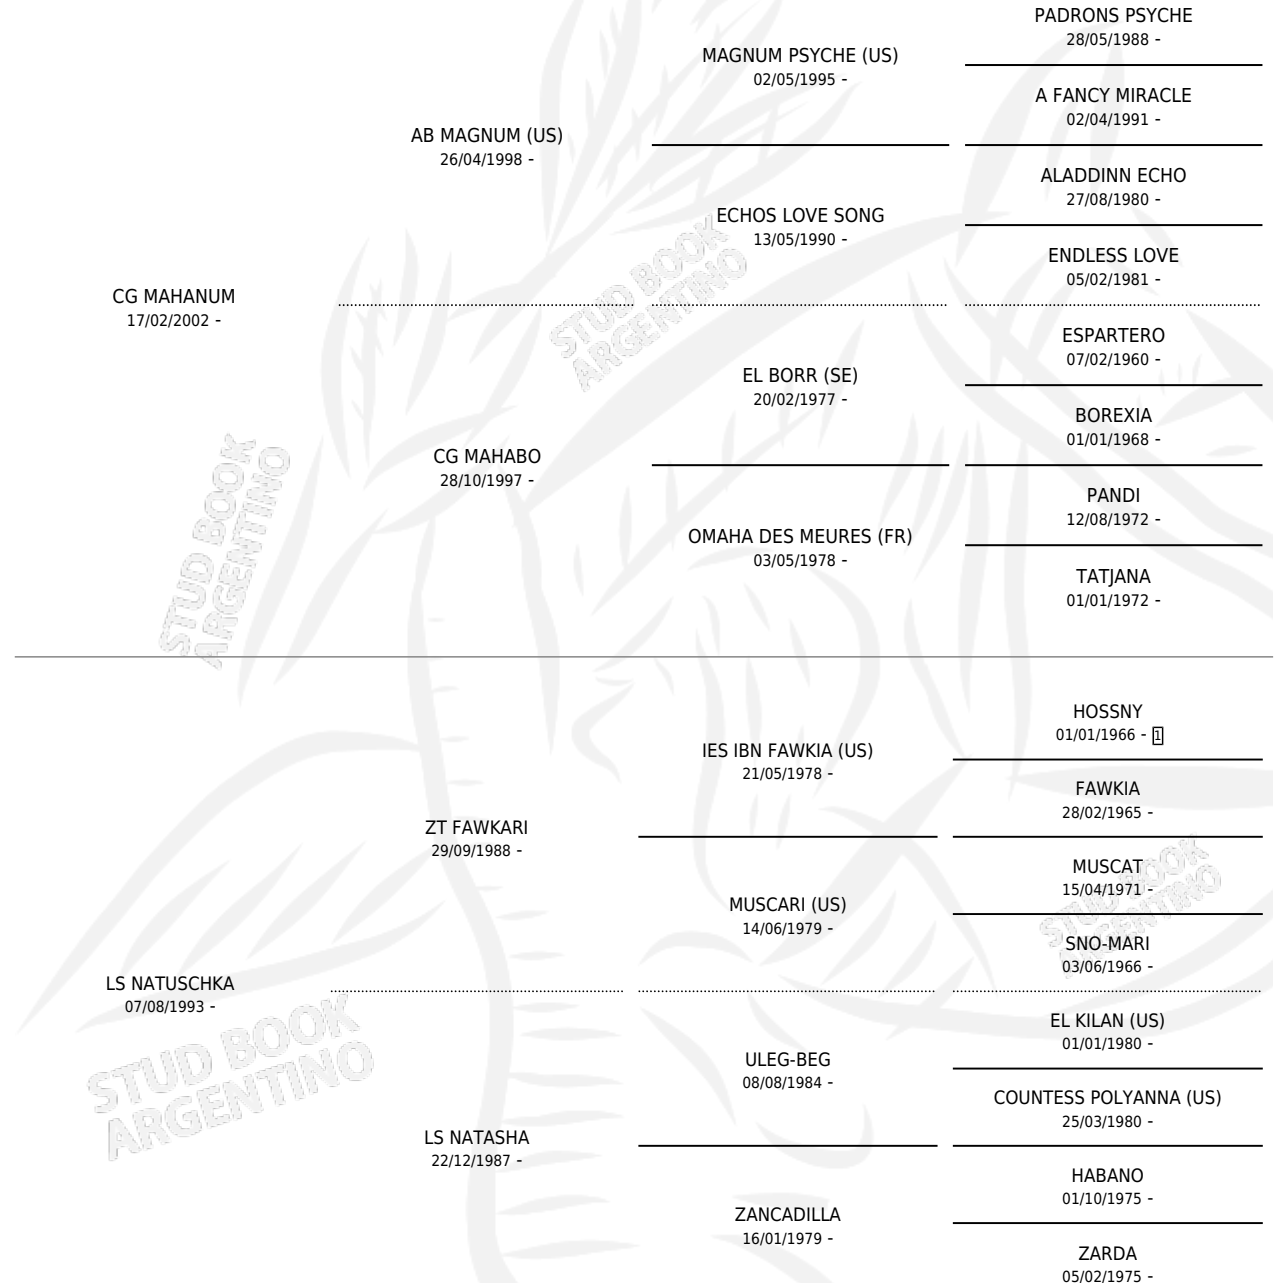 PADRONS PSYCHE
28/05/1988 -
MAGNUM PSYCHE (US)
02/05/1995 -
A FANCY MIRACLE
02/04/1991 -
AB MAGNUM (US)
26/04/1998 -
ALADDINN ECHO
27/08/1980 -
ECHOS LOVE SONG
13/05/1990 -
ENDLESS LOVE
05/02/1981 -
CG MAHANUM
17/02/2002 -
ESPARTERO
07/02/1960 -
EL BORR (SE)
20/02/1977 -
BOREXIA
01/01/1968 -
CG MAHABO
28/10/1997 -
PANDI
12/08/1972 -
OMAHA DES MEURES (FR)
03/05/1978 -
TATJANA
01/01/1972 -
HOSSNY
01/01/1966 - 1
IES IBN FAWKIA (US)
21/05/1978 -
FAWKIA
28/02/1965 -
ZT FAWKARI
29/09/1988 -
MUSCAT
15/04/1971 -
MUSCARI (US)
14/06/1979 -
SNO-MARI
03/06/1966 -
LS NATUSCHKA
07/08/1993 -
EL KILAN (US)
01/01/1980 -
ULEG-BEG
08/08/1984 -
COUNTESS POLYANNA (US)
25/03/1980 -
LS NATASHA
22/12/1987 -
HABANO
01/10/1975 -
ZANCADILLA
16/01/1979 -
ZARDA
05/02/1975 -
STUD BOOK
ARGENTINO
STUD BOOK
ARGENTINO
STUD BOOK
ARGENTINO
STUD BOOK
ARGENTINO